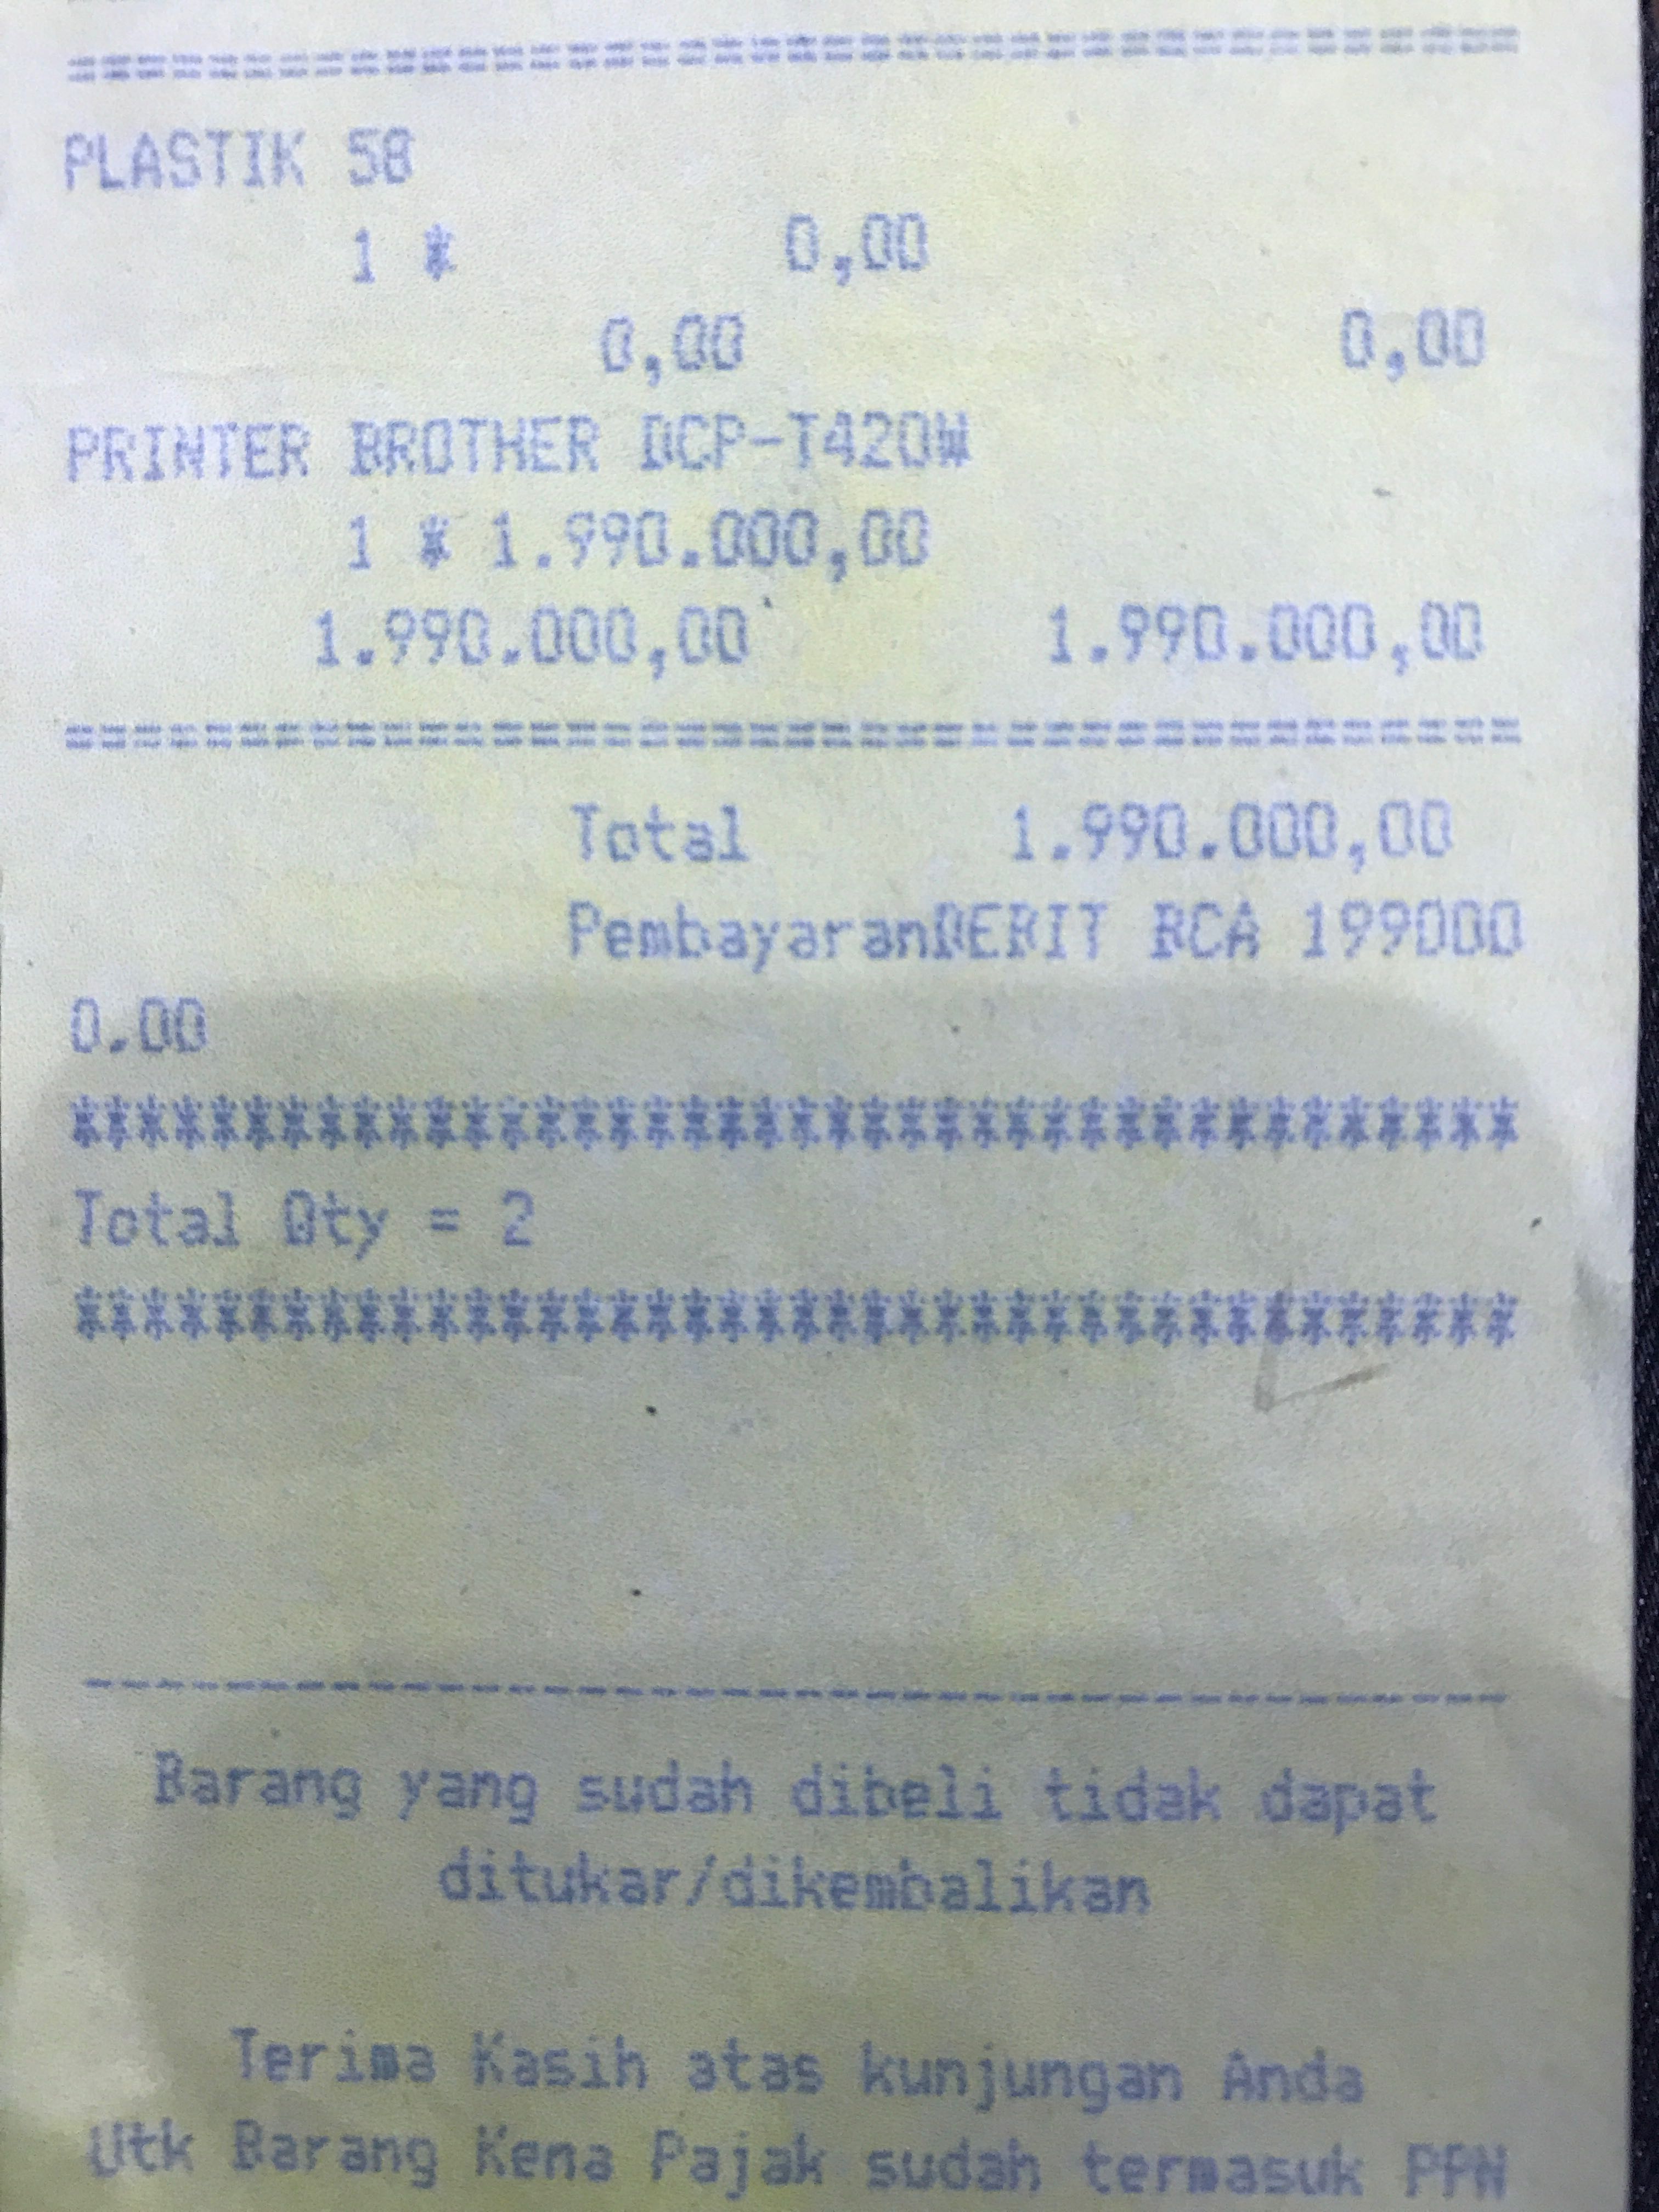 ========================================
PLASTIK 58
1 * 0,00
0,00 0,00
PRINTER BROTHER DCP-T420W
1 * 1.990.000,00
1.990.000,00 1.990.000,00
========================================
Total 1.990.000,00
PembayaranDEBIT BCA 199000
0.00
****************************************
Total Qty = 2
****************************************
----------------------------------------
Barang yang sudah dibeli tidak dapat
ditukar/dikembalikan
Terima Kasih atas kunjungan Anda
Utk Barang Kena Pajak sudah termasuk PPN